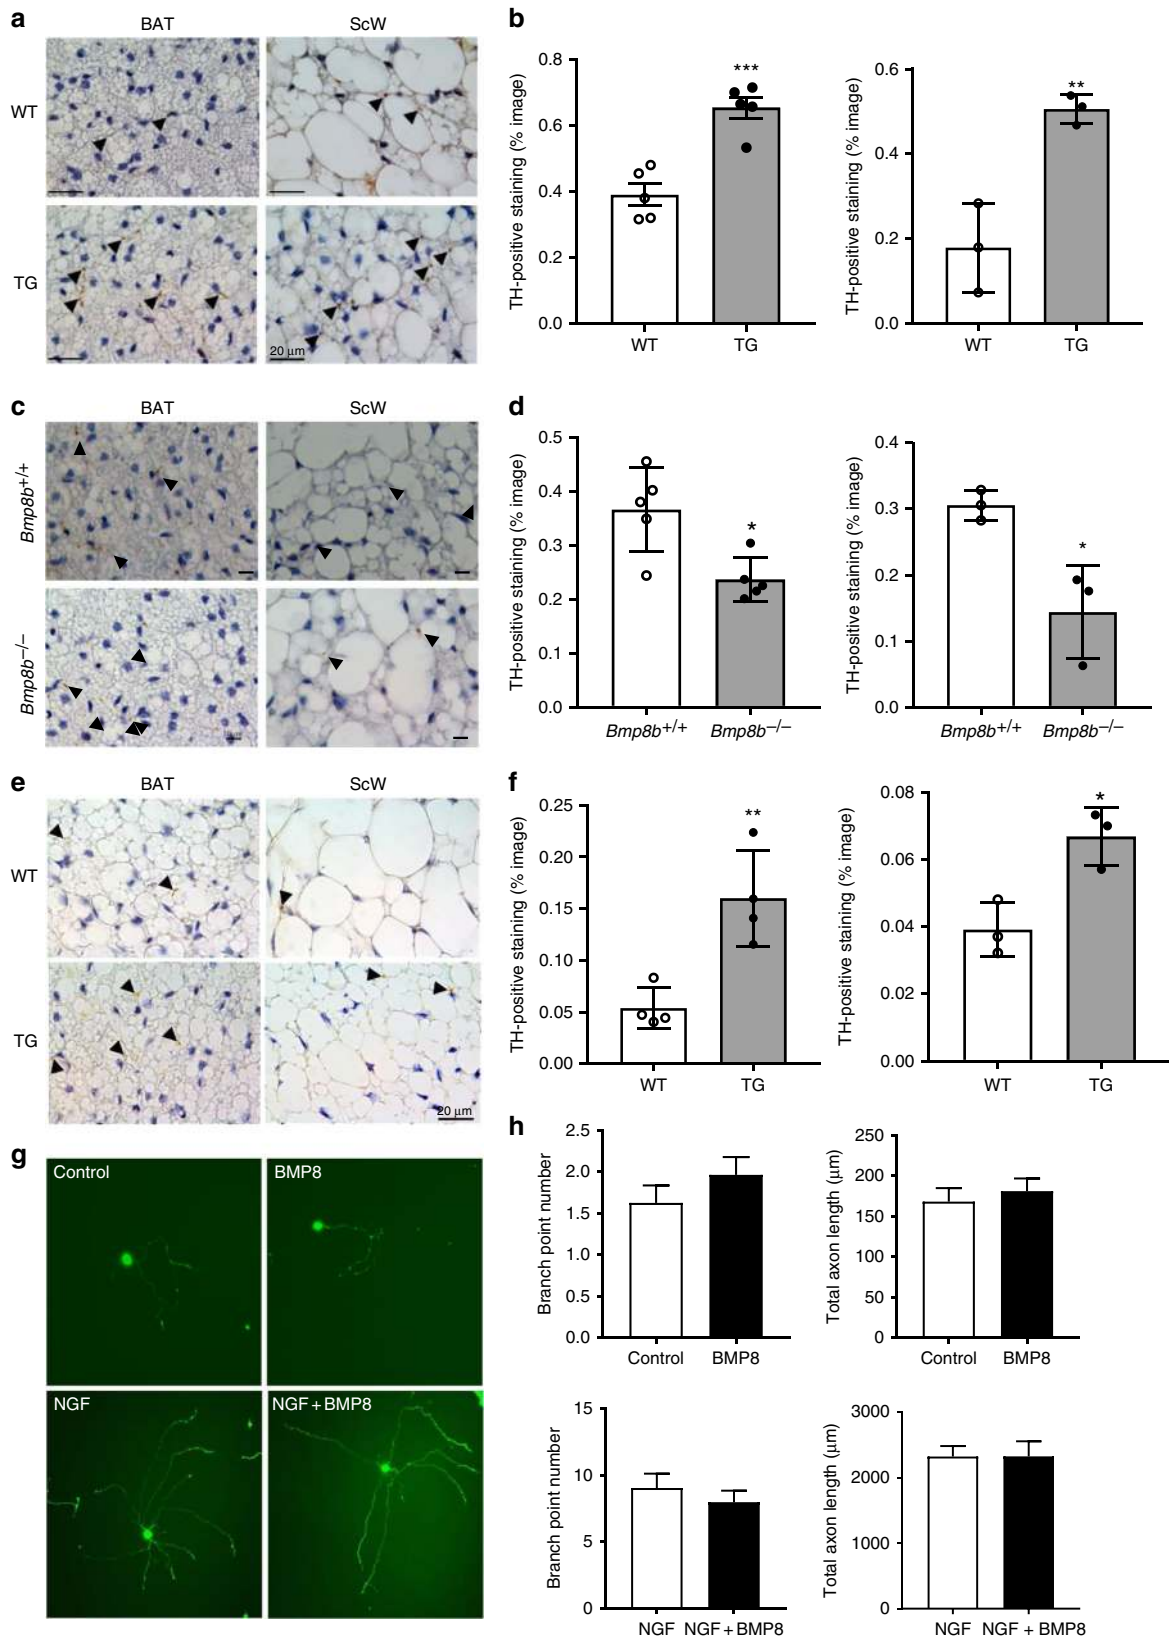 a
BAT
ScW
WT
TG
20 µm
b
TH-positive staining (% image)
0.8
0.6
0.4
0.2
0.0
***
WT
TG
TH-positive staining (% image)
0.6
0.4
0.2
0.0
**
WT
TG
c
BAT
ScW
Bmp8b+/+
Bmp8b−/−
d
TH-positive staining (% image)
0.5
0.4
0.3
0.2
0.1
0.0
*
Bmp8b+/+
Bmp8b−/−
TH-positive staining (% image)
0.4
0.3
0.2
0.1
0.0
*
Bmp8b+/+
Bmp8b−/−
e
BAT
ScW
WT
TG
20 µm
f
TH-positive staining (% image)
0.25
0.20
0.15
0.10
0.05
0.00
**
WT
TG
TH-positive staining (% image)
0.08
0.06
0.04
0.02
0.00
*
WT
TG
g
Control
BMP8
NGF
NGF + BMP8
h
Branch point number
2.5
2.0
1.5
1.0
0.5
0.0
Control
BMP8
Total axon length (µm)
250
200
150
100
50
0
Control
BMP8
Branch point number
15
10
5
0
NGF
NGF + BMP8
Total axon length (µm)
3000
2000
1000
0
NGF
NGF + BMP8